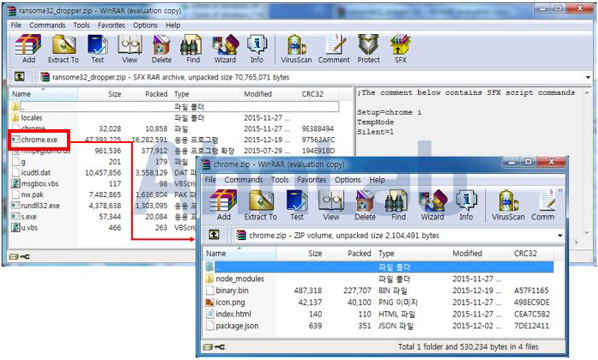 ransome32_dropper.zip - WinRAR (evaluation copy)
File Commands Tools Favorites Options Help
Add Extract To Test View Delete Find Wizard Info VirusScan Comment Protect SFX
ransome32_dropper.zip - SFX RAR archive, unpacked size 70,765,071 bytes
Name Size Packed Type Modified CRC32
.. 파일 폴더
locales 파일 폴더 2015-11-27 ...
chrome 32,028 10,858 파일 2015-11-27 ... 9E388494
chrome.exe 47,393,225 16,282,591 응용 프로그램 2015-12-19 ... 97563AFC
961,536 377,912 응용 프로그램 확장 2015-07-29 ... 194E918D
g 201 179 파일 2015-11-27
icudtl.dat 10,457,856 3,558,129 DAT 파
msgbox.vbs 117 98 VBScrip
nw.pak 7,482,865 1,636,804 PAK 파
rundll32.exe 4,378,638 1,303,095 응용 프
s.exe 57,344 20,084 응용 프
u.vbs 466 263 VBScrip
;The comment below contains SFX script commands
Setup=chrome i
TempMode
Silent=1
chrome.zip - WinRAR (evaluation copy)
File Commands Tools Favorites Options Help
Add Extract To Test View Delete Find Wizard Info VirusScan Comm
chrome.zip - ZIP volume, unpacked size 2,104,491 bytes
Name Size Packed Type Modified CRC32
.. 파일 폴더
node_modules 파일 폴더 2015-11-27 ...
binary.bin 487,318 227,707 BIN 파일 2015-12-19 ... A57F1165
icon.png 42,137 40,100 PNG 이미지 2015-11-27 ... 498EC9DE
index.html 140 110 HTML 파일 2015-11-27 ... CEA7C5B2
package.json 639 351 JSON 파일 2015-12-02 ... 7DE12411
Total 1 folder and 530,234 bytes in 4 files